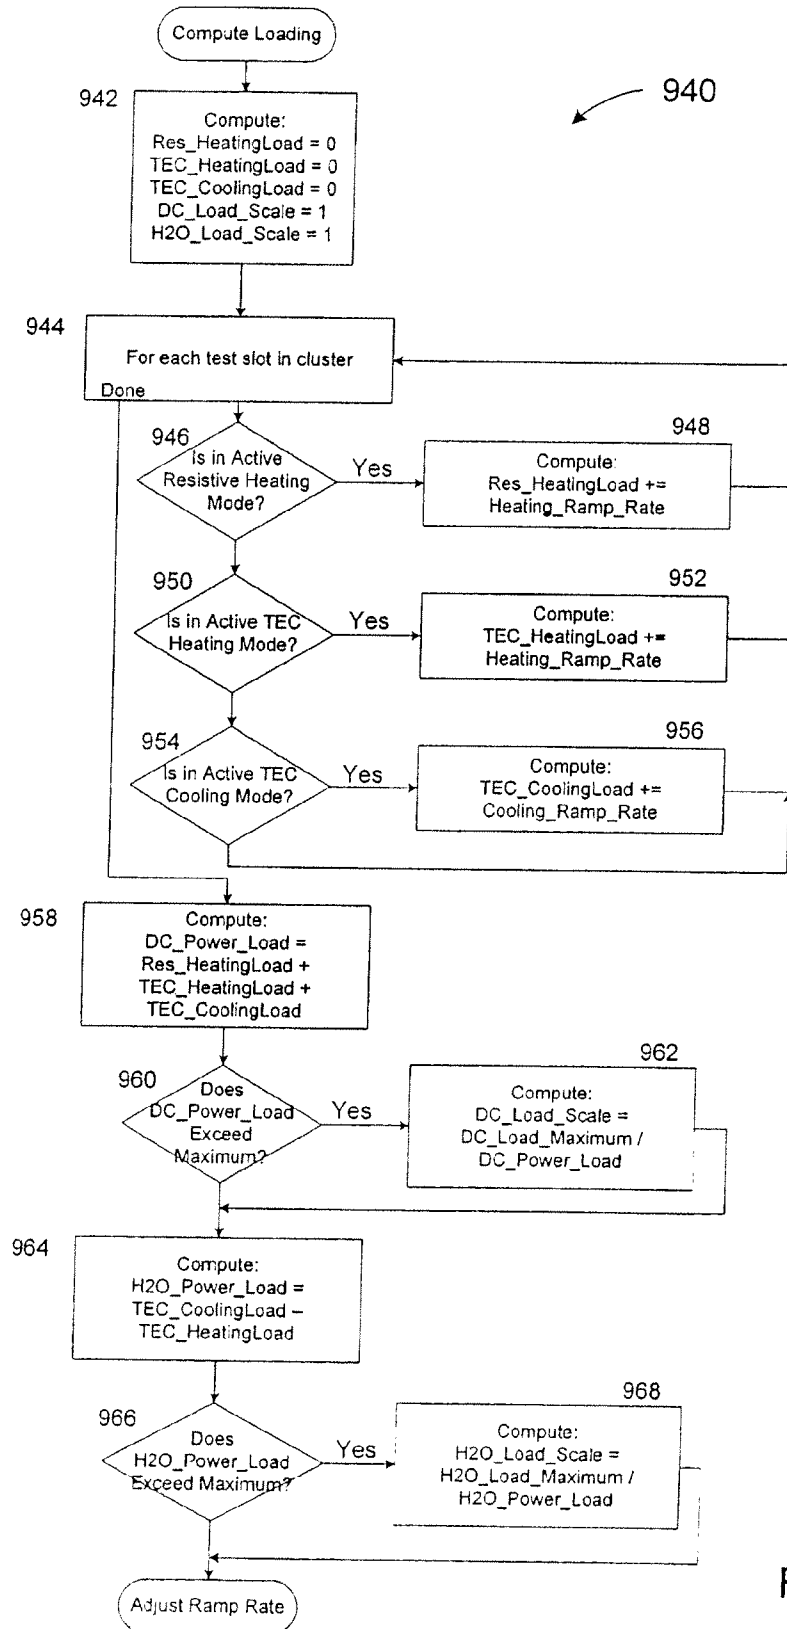 Compute Loading
940
942
Compute:
Res_HeatingLoad = 0
TEC_HeatingLoad = 0
TEC_CoolingLoad = 0
DC_Load_Scale = 1
H2O_Load_Scale = 1
944
For each test slot in cluster
Done
946
Is in Active
Resistive Heating
Mode?
Yes
948
Compute:
Res_HeatingLoad +=
Heating_Ramp_Rate
950
Is in Active TEC
Heating Mode?
Yes
952
Compute:
TEC_HeatingLoad +=
Heating_Ramp_Rate
954
Is in Active TEC
Cooling Mode?
Yes
956
Compute:
TEC_CoolingLoad +=
Cooling_Ramp_Rate
958
Compute:
DC_Power_Load =
Res_HeatingLoad +
TEC_HeatingLoad +
TEC_CoolingLoad
960
Does
DC_Power_Load
Exceed
Maximum?
Yes
962
Compute:
DC_Load_Scale =
DC_Load_Maximum /
DC_Power_Load
964
Compute:
H2O_Power_Load =
TEC_CoolingLoad –
TEC_HeatingLoad
966
Does
H2O_Power_Load
Exceed Maximum?
Yes
968
Compute:
H2O_Load_Scale =
H2O_Load_Maximum /
H2O_Power_Load
Adjust Ramp Rate